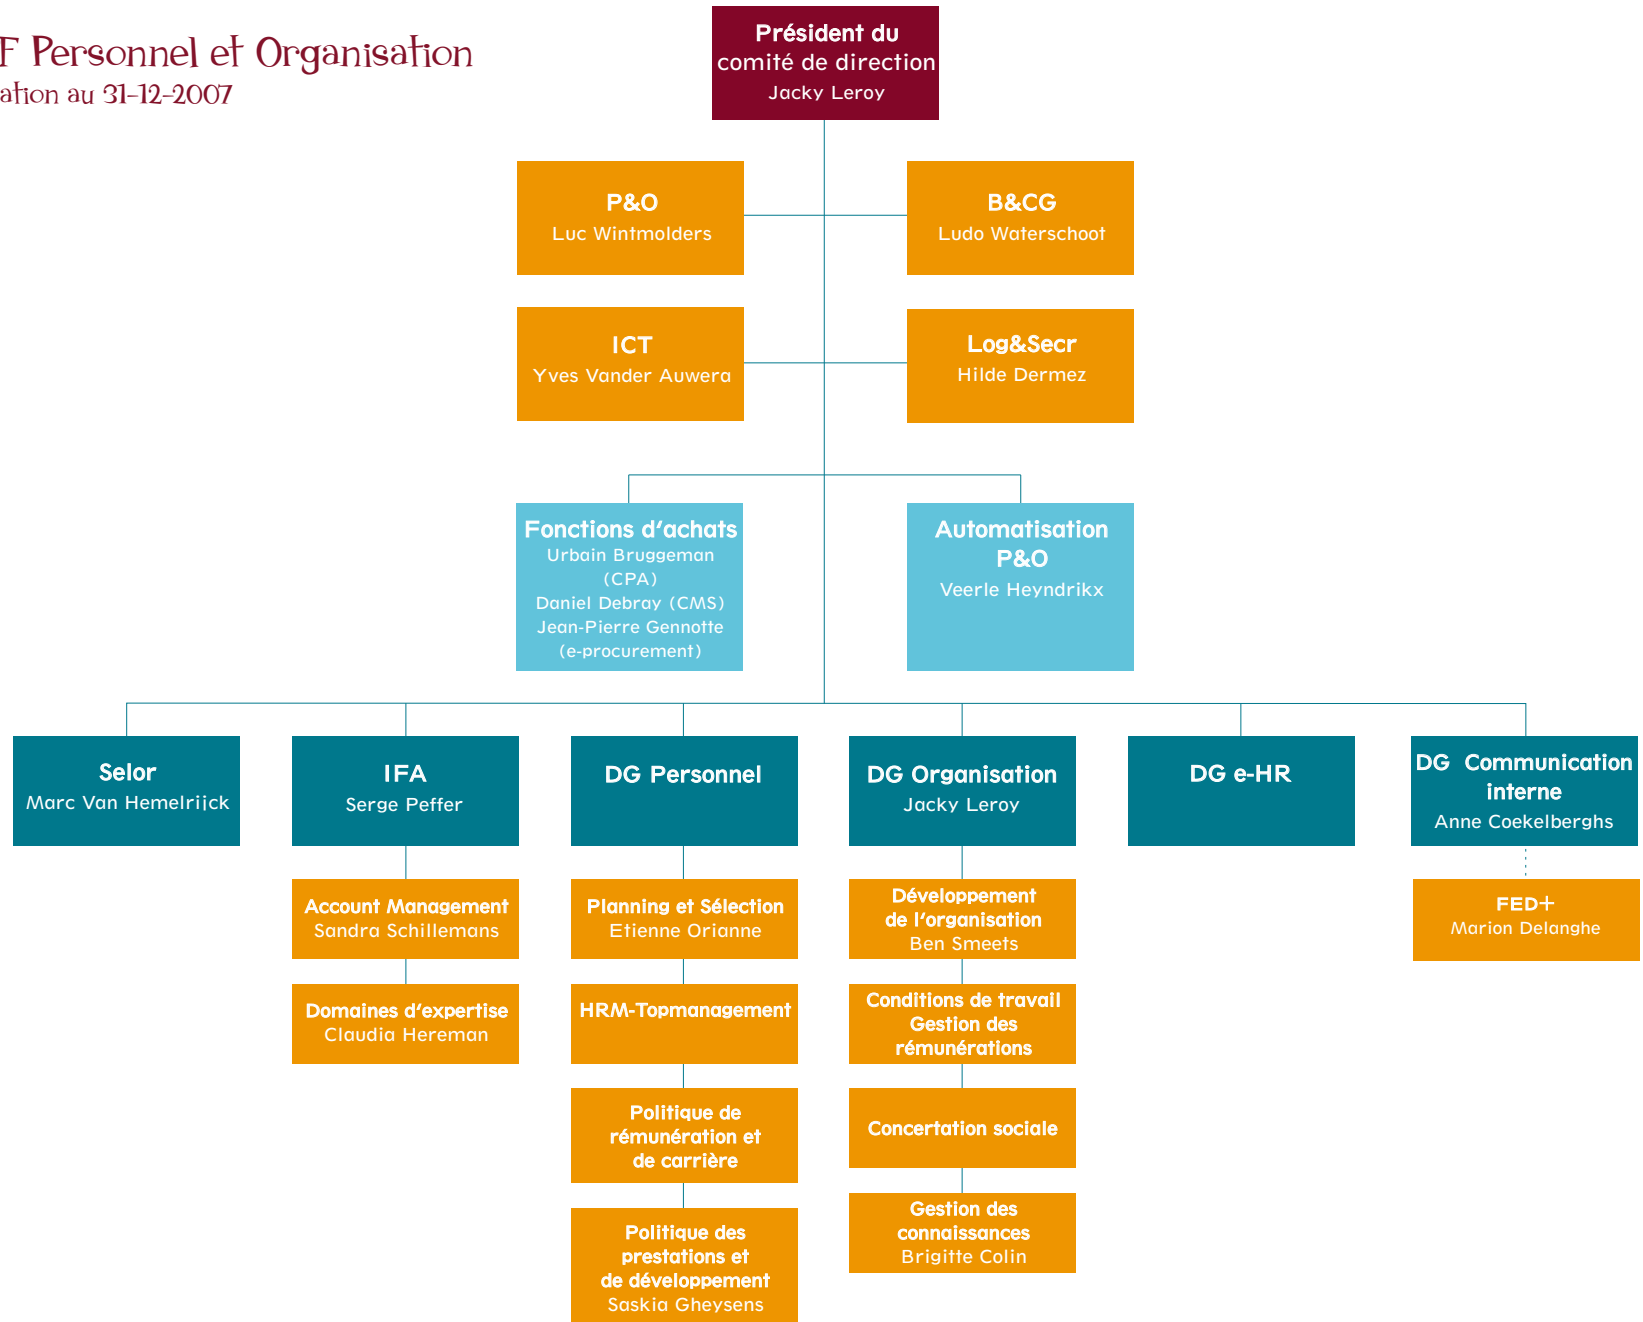 F Personnel et Organisation
ation au 31-12-2007
Président du
comité de direction
Jacky Leroy
P&O
Luc Wintmolders
B&CG
Ludo Waterschoot
ICT
Yves Vander Auwera
Log&Secr
Hilde Dermez
Fonctions d'achats
Urbain Bruggeman
(CPA)
Daniel Debray (CMS)
Jean-Pierre Gennotte
(e-procurement)
Automatisation
P&O
Veerle Heyndrikx
Selor
Marc Van Hemelrijck
IFA
Serge Peffer
DG Personnel
DG Organisation
Jacky Leroy
DG e-HR
DG Communication
interne
Anne Coekelberghs
Account Management
Sandra Schillemans
Domaines d'expertise
Claudia Hereman
Planning et Sélection
Etienne Orianne
HRM-Topmanagement
Politique de
rémunération et
de carrière
Politique des
prestations et
de développement
Saskia Gheysens
Développement
de l'organisation
Ben Smeets
Conditions de travail
Gestion des
rémunérations
Concertation sociale
Gestion des
connaissances
Brigitte Colin
FED+
Marion Delanghe